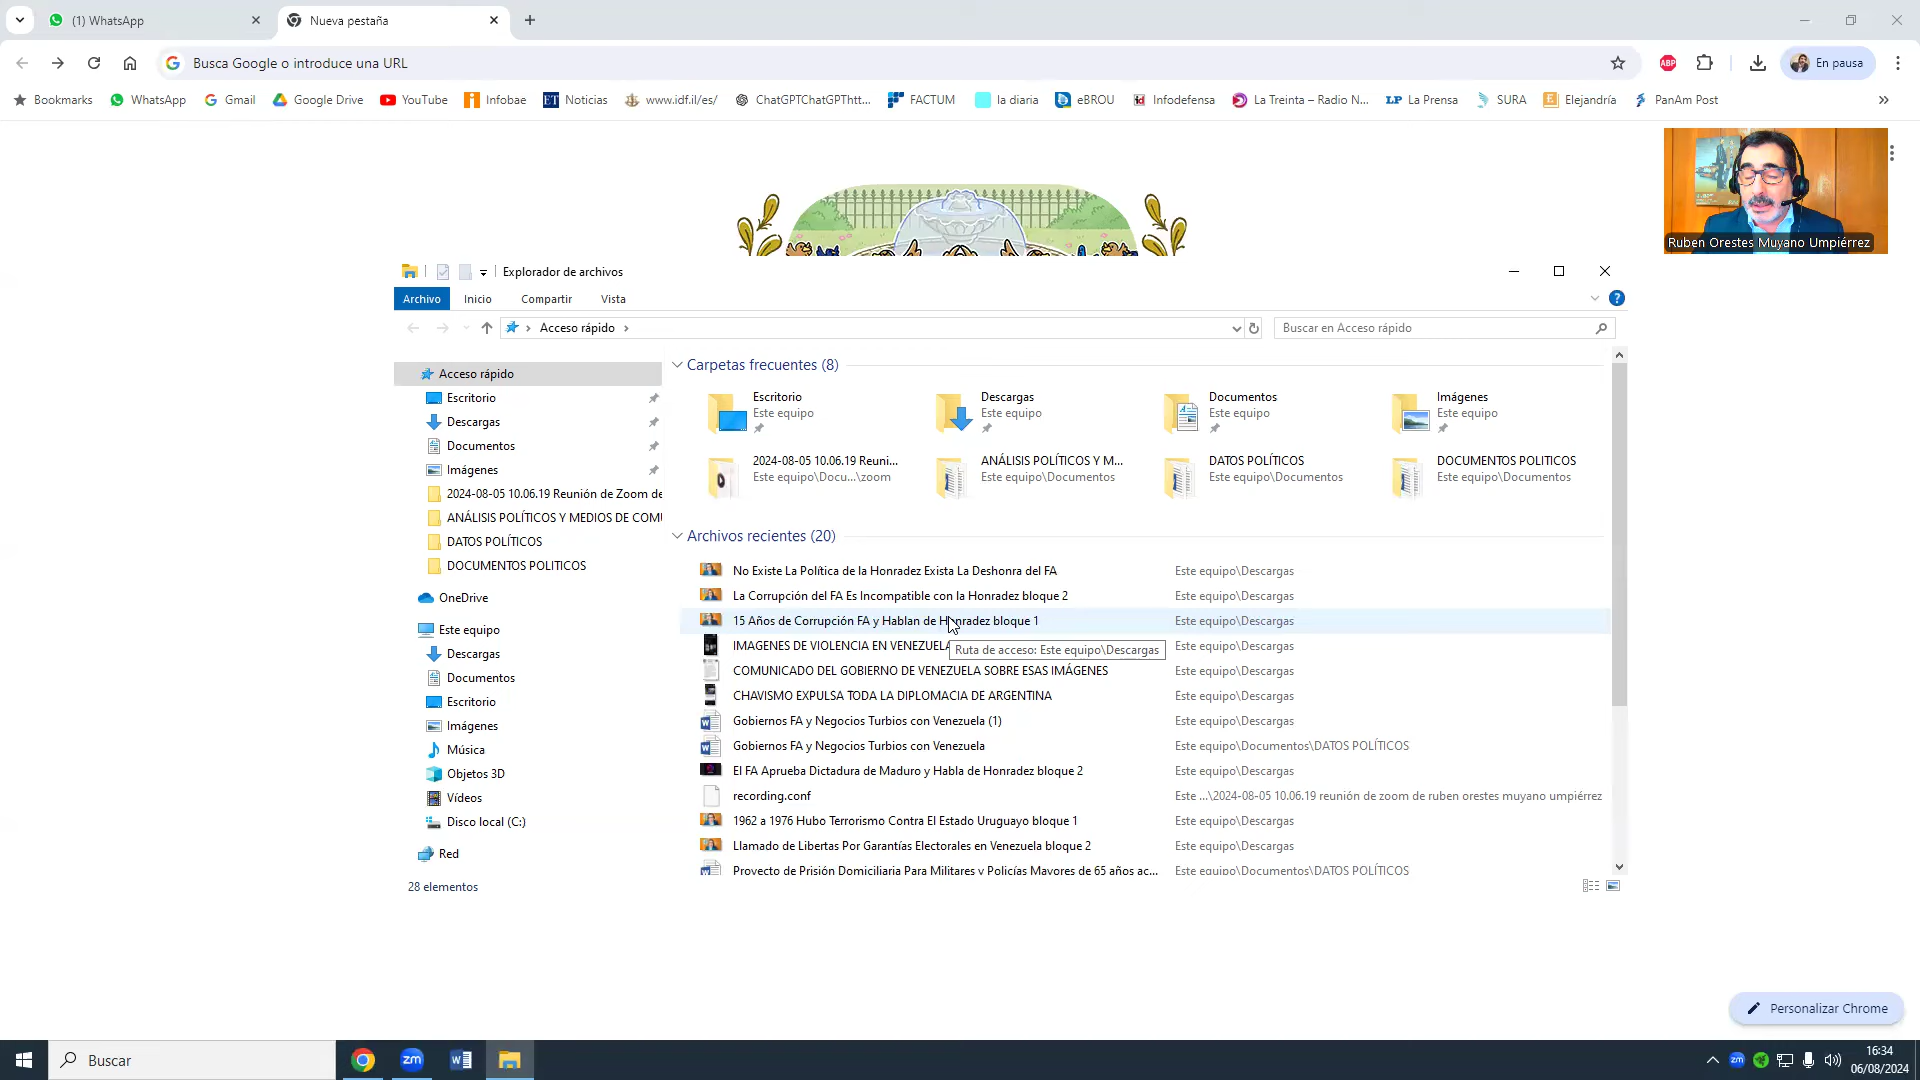 (1) WhatsApp
Nueva pestaña
Busca Google o introduce una URL
ABP
En pausa
Bookmarks WhatsApp Gmail Google Drive YouTube Infobae ET Noticias www.idf.il/es/ ChatGPTChatGPThtt... FACTUM la diaria eBROU Infodefensa La Treinta – Radio N... LP La Prensa SURA Elejandría PanAm Post
Ruben Orestes Muyano Umpiérrez
Explorador de archivos
Archivo Inicio Compartir Vista
Acceso rápido
Buscar en Acceso rápido
Acceso rápido
Escritorio
Descargas
Documentos
Imágenes
2024-08-05 10.06.19 Reunión de Zoom de
ANÁLISIS POLÍTICOS Y MEDIOS DE COMU
DATOS POLÍTICOS
DOCUMENTOS POLITICOS
OneDrive
Este equipo
Descargas
Documentos
Escritorio
Imágenes
Música
Objetos 3D
Vídeos
Disco local (C:)
Red
28 elementos
Carpetas frecuentes (8)
Escritorio
Este equipo
Descargas
Este equipo
Documentos
Este equipo
Imágenes
Este equipo
2024-08-05 10.06.19 Reuni...
Este equipo\Docu...\zoom
ANÁLISIS POLÍTICOS Y M...
Este equipo\Documentos
DATOS POLÍTICOS
Este equipo\Documentos
DOCUMENTOS POLITICOS
Este equipo\Documentos
Archivos recientes (20)
No Existe La Política de la Honradez Exista La Deshonra del FA Este equipo\Descargas
La Corrupción del FA Es Incompatible con la Honradez bloque 2 Este equipo\Descargas
15 Años de Corrupción FA y Hablan de Honradez bloque 1 Este equipo\Descargas
IMAGENES DE VIOLENCIA EN VENEZUELA Este equipo\Descargas
Ruta de acceso: Este equipo\Descargas
COMUNICADO DEL GOBIERNO DE VENEZUELA SOBRE ESAS IMÁGENES Este equipo\Descargas
CHAVISMO EXPULSA TODA LA DIPLOMACIA DE ARGENTINA Este equipo\Descargas
Gobiernos FA y Negocios Turbios con Venezuela (1) Este equipo\Descargas
Gobiernos FA y Negocios Turbios con Venezuela Este equipo\Documentos\DATOS POLÍTICOS
El FA Aprueba Dictadura de Maduro y Habla de Honradez bloque 2 Este equipo\Descargas
recording.conf Este ...\2024-08-05 10.06.19 reunión de zoom de ruben orestes muyano umpiérrez
1962 a 1976 Hubo Terrorismo Contra El Estado Uruguayo bloque 1 Este equipo\Descargas
Llamado de Libertas Por Garantías Electorales en Venezuela bloque 2 Este equipo\Descargas
Proyecto de Prisión Domiciliaria Para Militares y Policías Mayores de 65 años ac... Este equipo\Documentos\DATOS POLÍTICOS
Personalizar Chrome
Buscar
zm
zm
16:34
06/08/2024